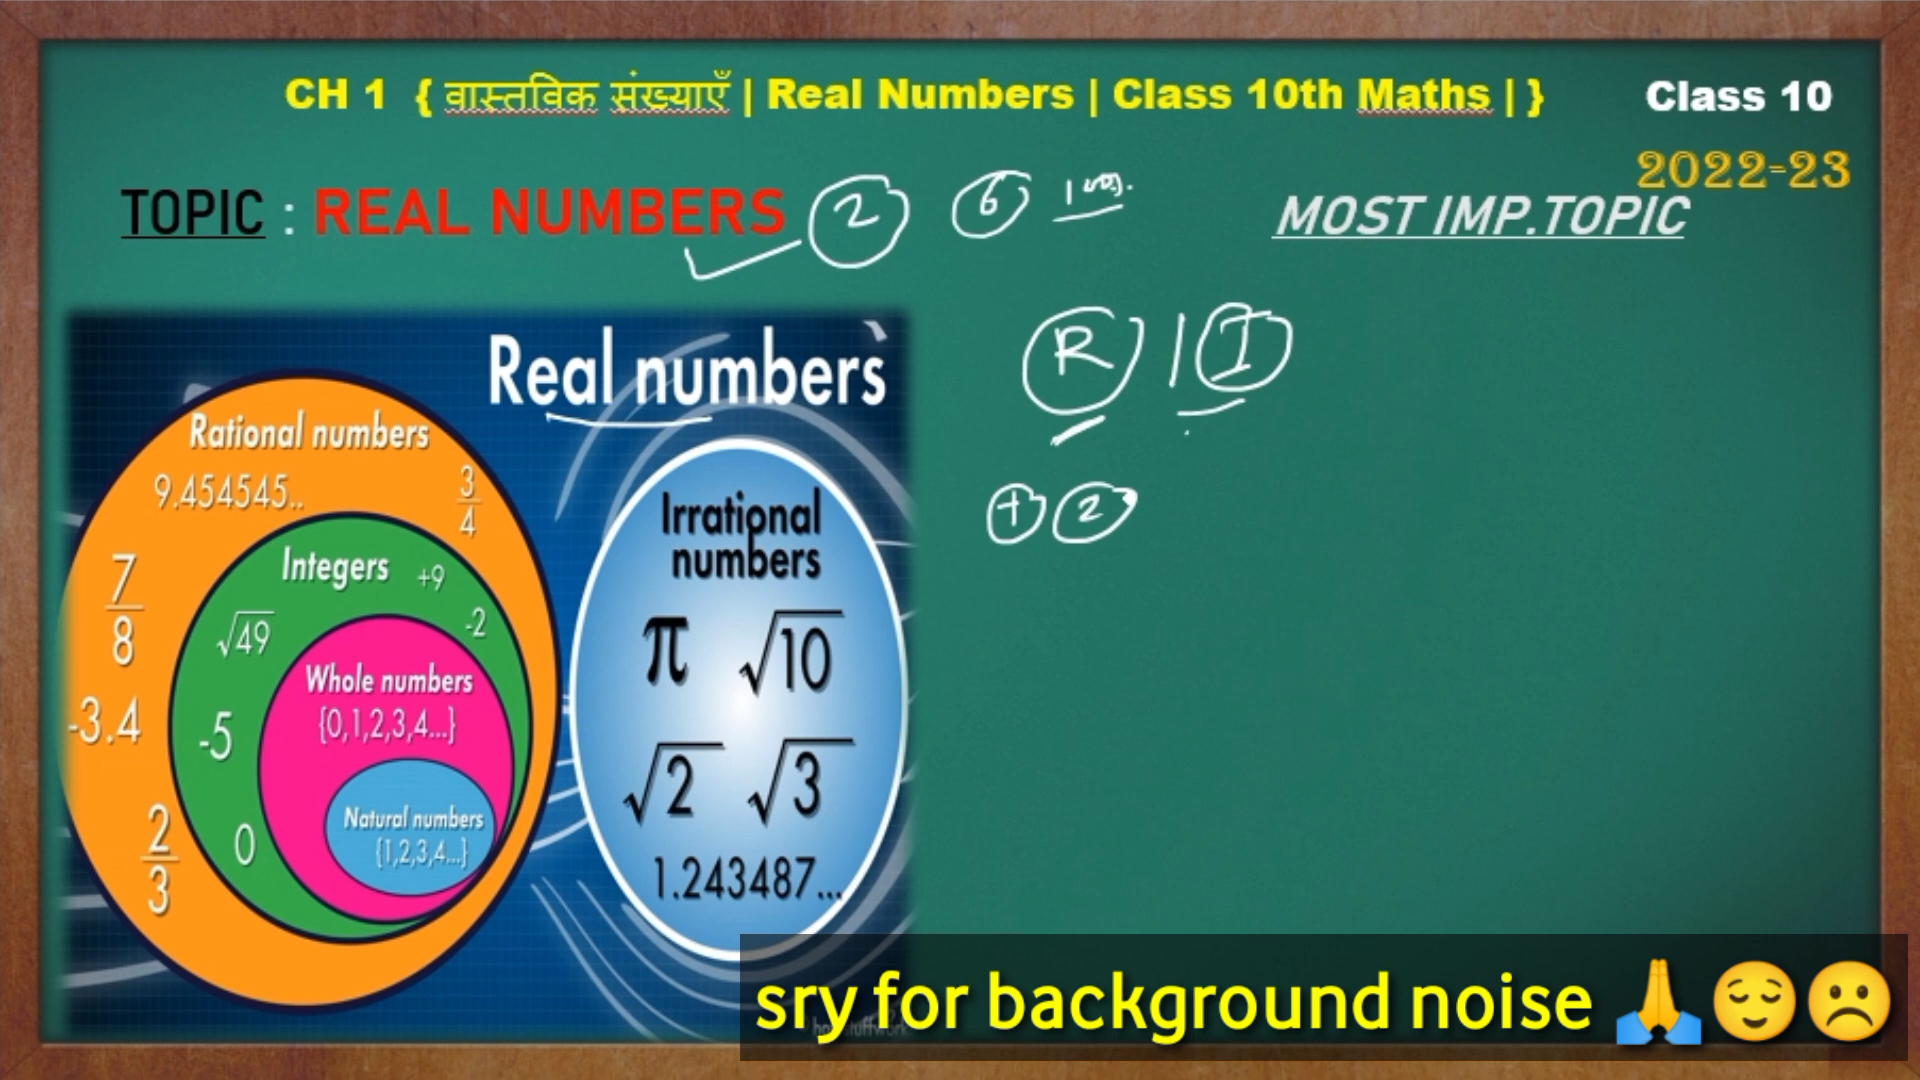 CH 1 { वास्तविक संख्याएँ | Real Numbers | Class 10th Maths | }
Class 10
2022-23
TOPIC : REAL NUMBERS
2
6
MOST IMP.TOPIC
Real numbers
R | I
Rational numbers
9.454545..
3/4
+ 2
Irrational
numbers
Integers +9
7/8
√49
-2
π √10
Whole numbers
{0,1,2,3,4...}
-3.4
-5
√2 √3
2/3
0
Natural numbers
{1,2,3,4...}
1.243487...
sry for background noise 🙏😌☹️